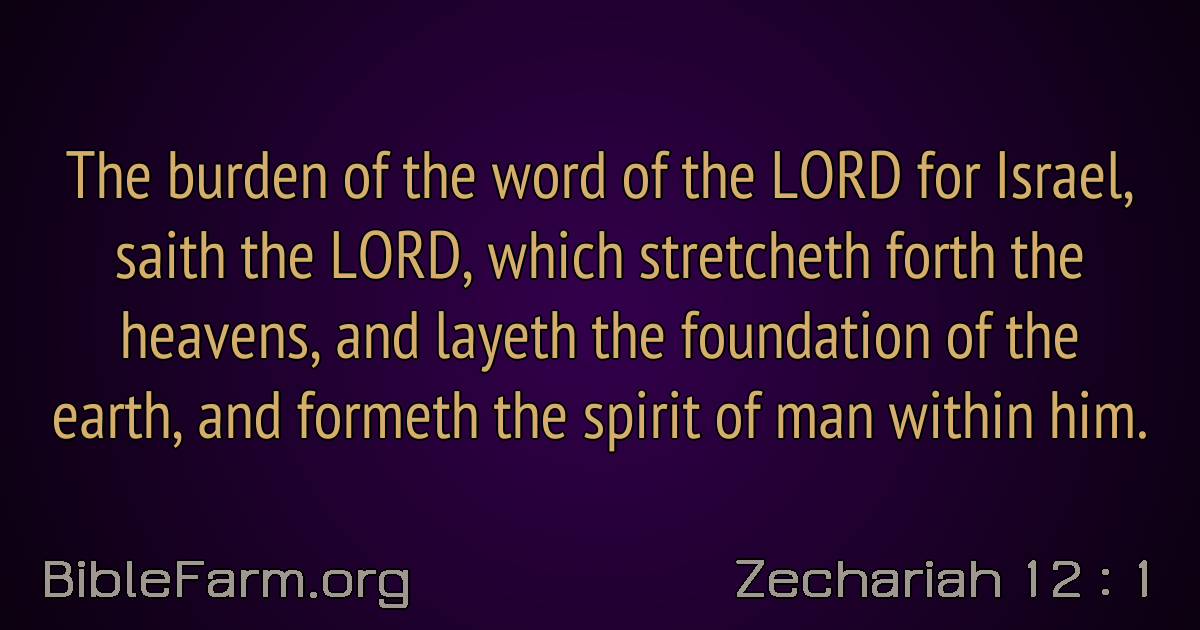 The burden of the word of the LORD for Israel,
saith the LORD, which stretcheth forth the
heavens, and layeth the foundation of the
earth, and formeth the spirit of man within him.
BibleFarm.org
Zechariah 12 : 1